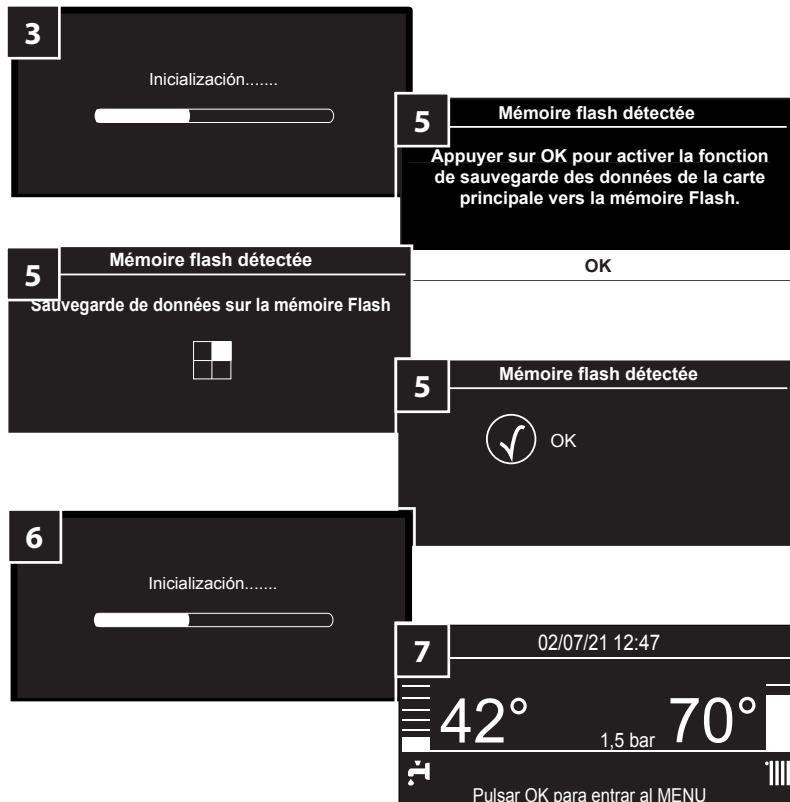 3
Inicialización.......
5
Mémoire flash détectée
Appuyer sur OK pour activer la fonction
de sauvegarde des données de la carte
principale vers la mémoire Flash.
OK
5
Mémoire flash détectée
Sauvegarde de données sur la mémoire Flash
5
Mémoire flash détectée
OK
6
Inicialización.......
7
02/07/21 12:47
42°
1,5 bar
70°
Pulsar OK para entrar al MENU